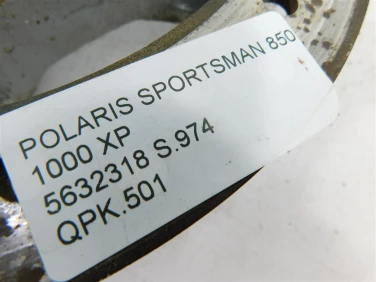 POLARIS SPORTSMAN 850
1000 XP
5632318 S.974
QPK.501